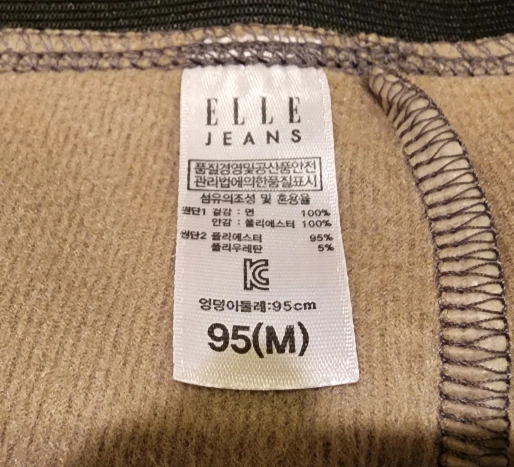 ELLE
JEANS
품질경영및공산품안전
관리법에의한품질표시
섬유의조성 및 혼용율
원단1 겉감 : 면 100%
안감 : 폴리에스터 100%
원단2 폴리에스터 95%
폴리우레탄 5%
엉덩이둘레:95cm
95(M)